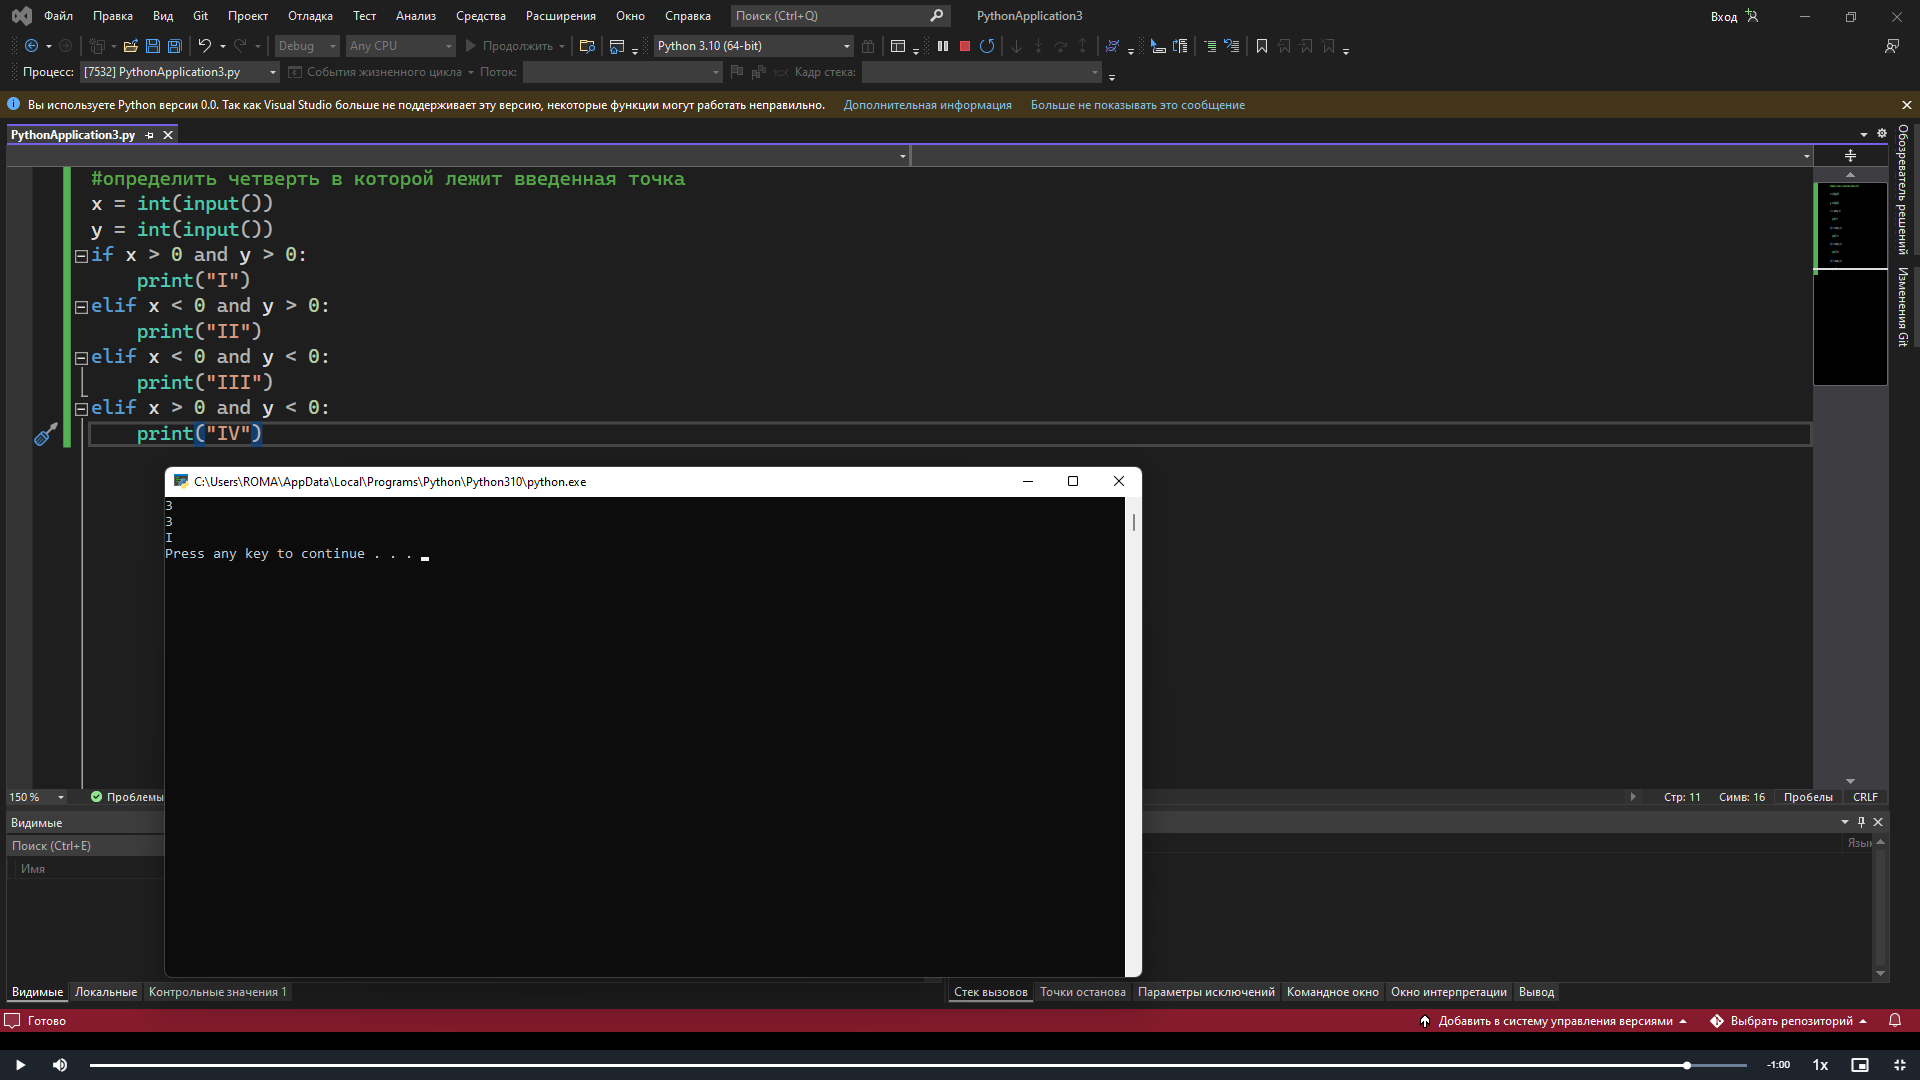 Файл Правка Вид Git Проект Отладка Тест Анализ Средства Расширения Окно Справка Поиск (Ctrl+Q) PythonApplication3 Вход
Debug Any CPU Продолжить Python 3.10 (64-bit)
Процесс: [7532] PythonApplication3.py События жизненного цикла Поток: Кадр стека:
Вы используете Python версии 0.0. Так как Visual Studio больше не поддерживает эту версию, некоторые функции могут работать неправильно. Дополнительная информация Больше не показывать это сообщение
PythonApplication3.py
#определить четверть в которой лежит введенная точка
x = int(input())
y = int(input())
if x > 0 and y > 0:
print("I")
elif x < 0 and y > 0:
print("II")
elif x < 0 and y < 0:
print("III")
elif x > 0 and y < 0:
print("IV")
Обозреватель решений
Изменения Git
C:\Users\ROMA\AppData\Local\Programs\Python\Python310\python.exe
3
3
I
Press any key to continue . . .
150 % Проблемы Стр: 11 Симв: 16 Пробелы CRLF
Видимые
Поиск (Ctrl+E)
Имя
Язык
Видимые Локальные Контрольные значения 1 Стек вызовов Точки останова Параметры исключений Командное окно Окно интерпретации Вывод
Готово Добавить в систему управления версиями Выбрать репозиторий
-1:00 1x